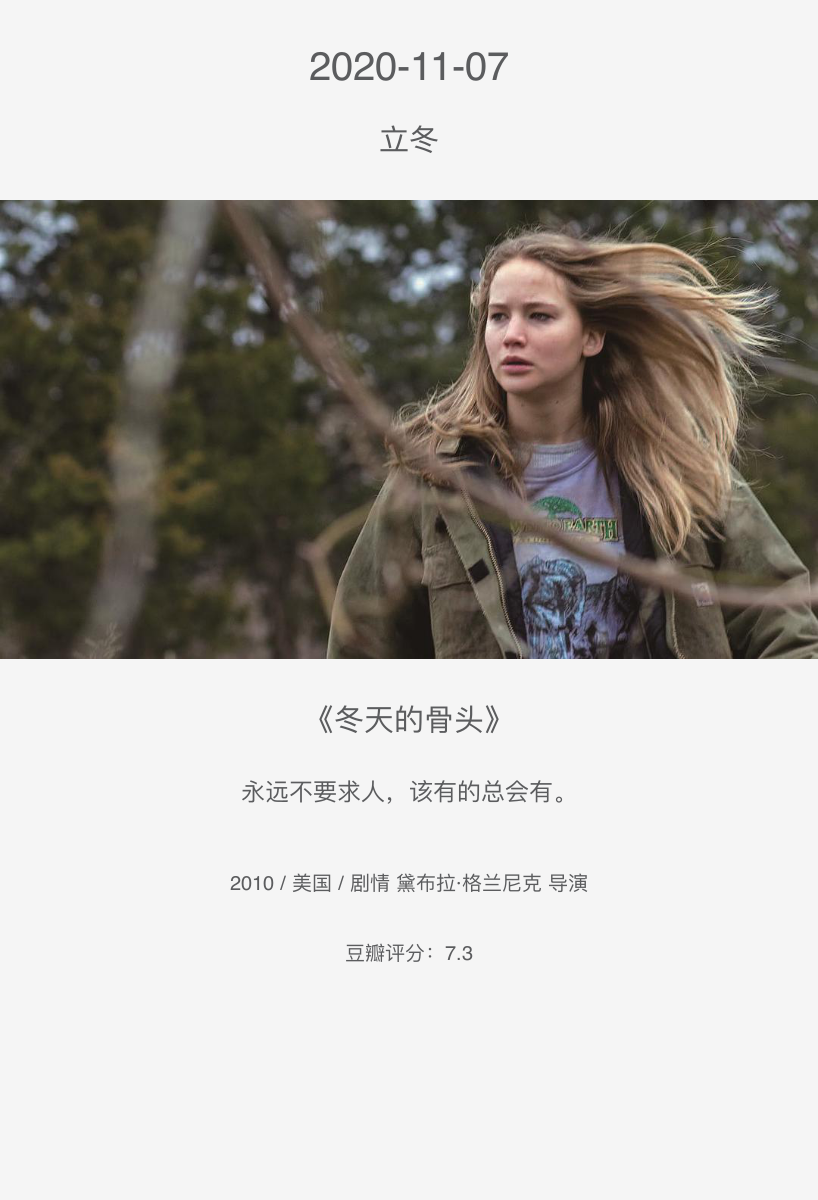 2020-11-07
立冬
EARTH
《冬天的骨头》
永远不要求人，该有的总会有。
2010 / 美国 / 剧情 黛布拉·格兰尼克 导演
豆瓣评分：7.3